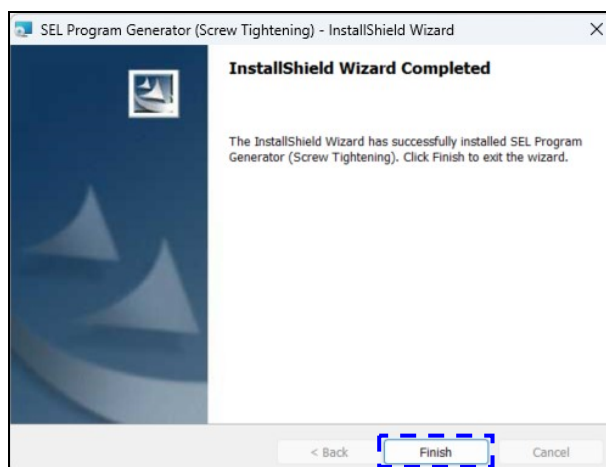 SEL Program Generator (Screw Tightening) - InstallShield Wizard
InstallShield Wizard Completed
The InstallShield Wizard has successfully installed SEL Program
Generator (Screw Tightening). Click Finish to exit the wizard.
< Back
Finish
Cancel